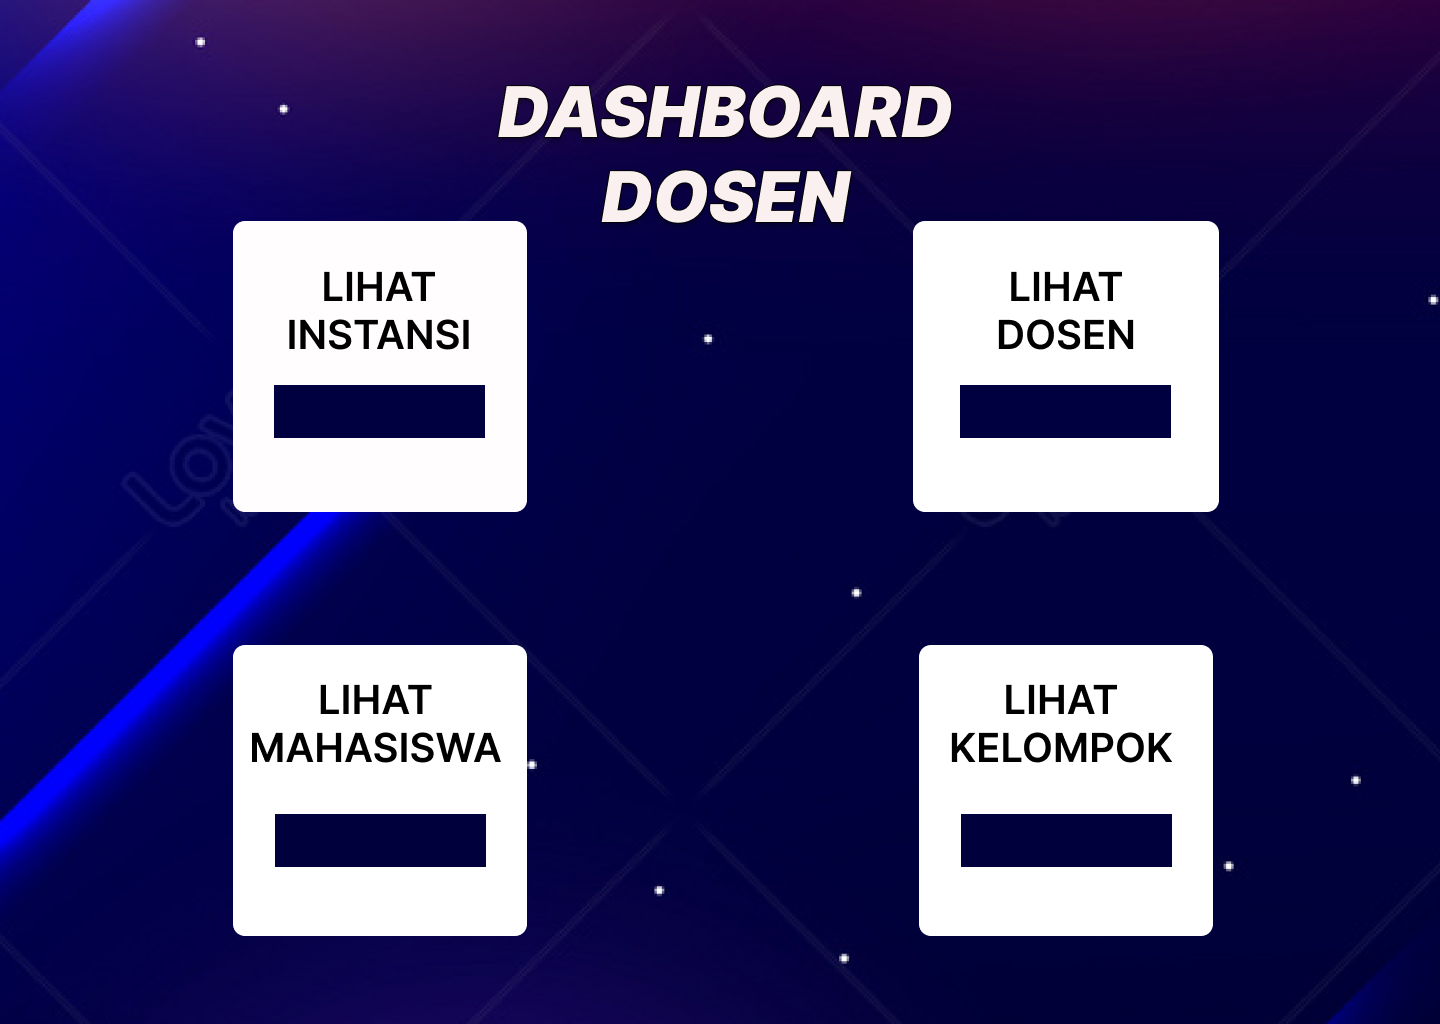 DASHBOARD
DOSEN
LIHAT
INSTANSI
LIHAT
DOSEN
LIHAT
MAHASISWA
LIHAT
KELOMPOK